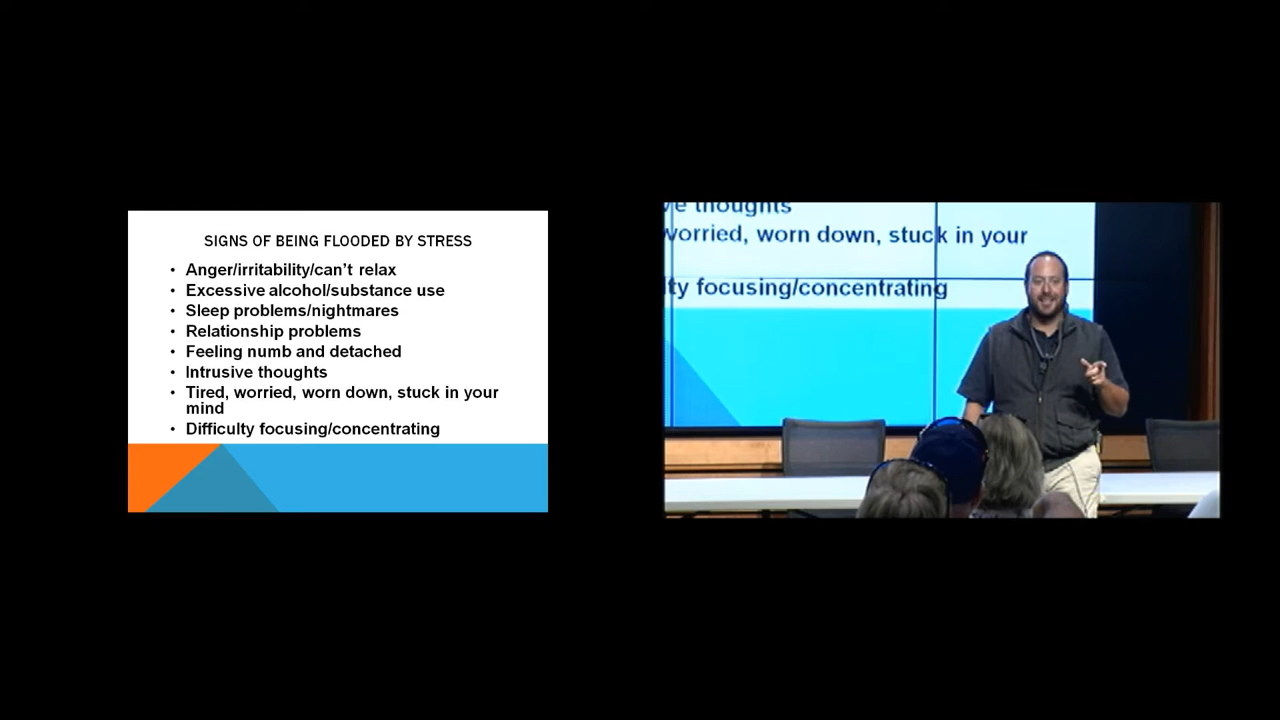 SIGNS OF BEING FLOODED BY STRESS
• Anger/irritability/can't relax
• Excessive alcohol/substance use
• Sleep problems/nightmares
• Relationship problems
• Feeling numb and detached
• Intrusive thoughts
• Tired, worried, worn down, stuck in your
mind
• Difficulty focusing/concentrating
ve thoughts
worried, worn down, stuck in your
lty focusing/concentrating